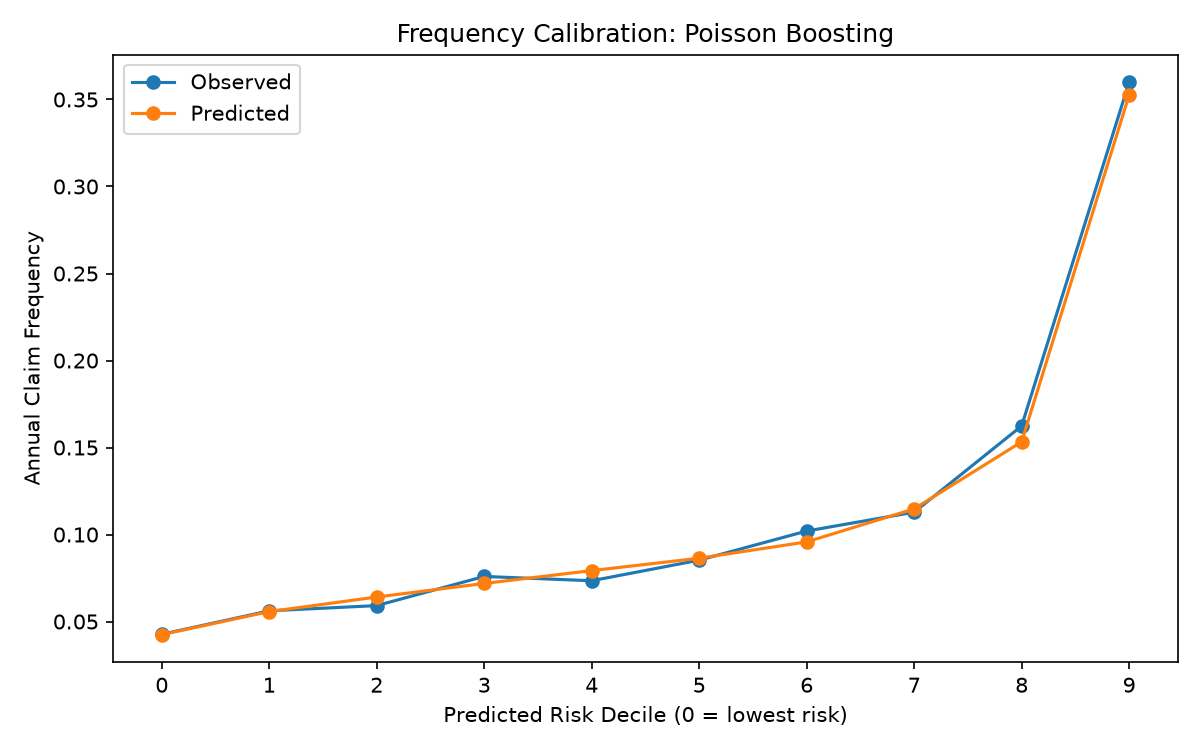 Frequency Calibration: Poisson Boosting
Observed
Predicted
Annual Claim Frequency
0.35
0.30
0.25
0.20
0.15
0.10
0.05
0 1 2 3 4 5 6 7 8 9
Predicted Risk Decile (0 = lowest risk)